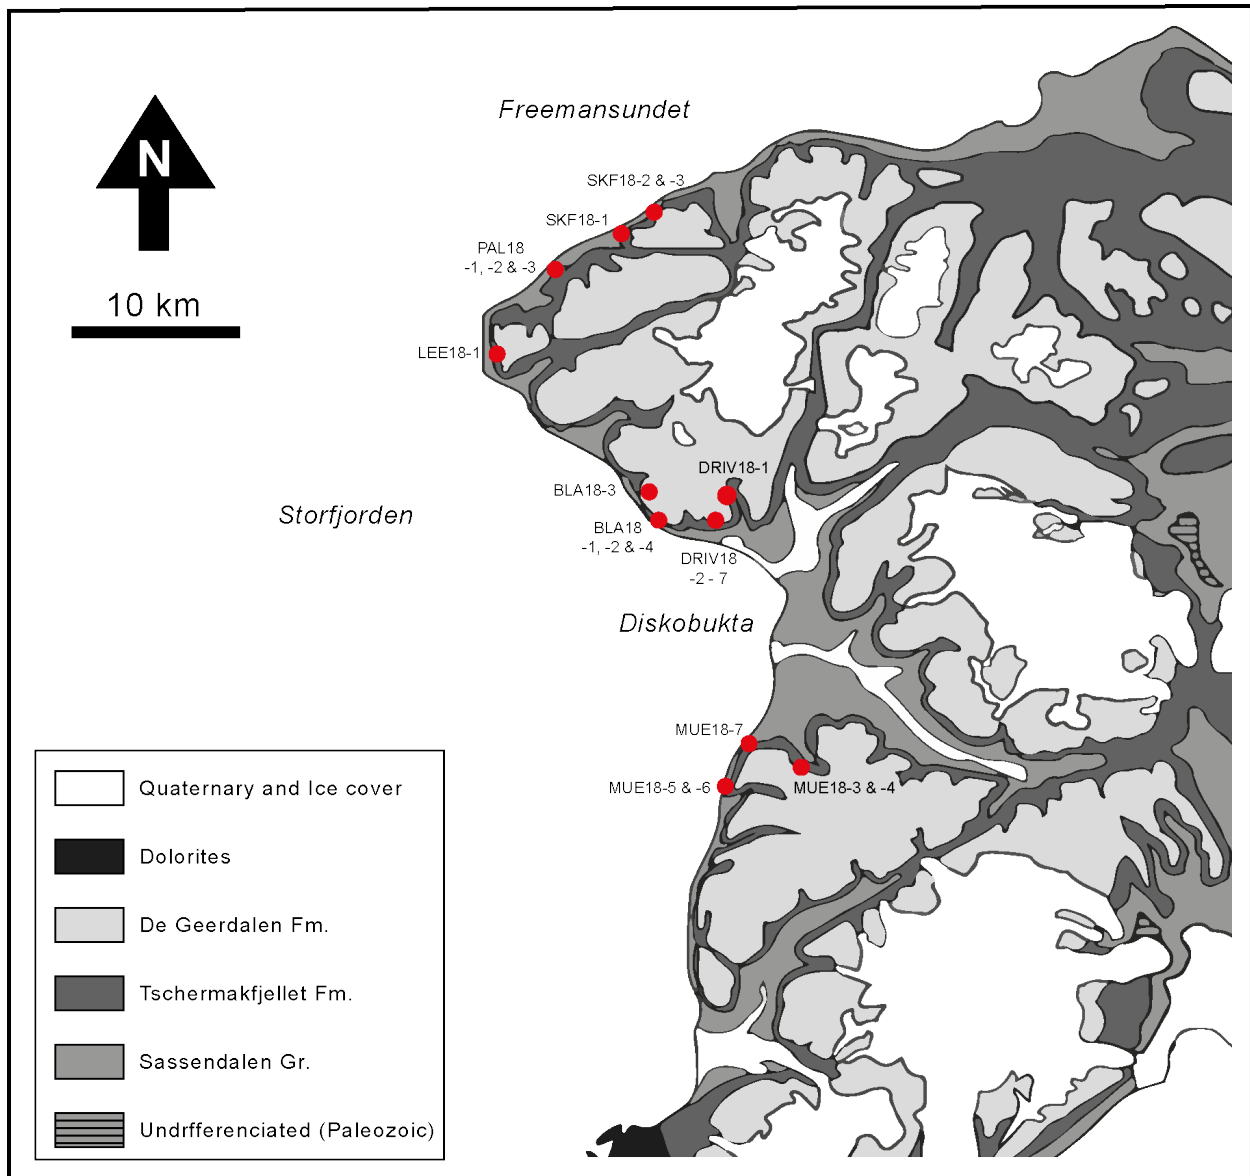 Freemansundet
N
SKF18-2 & -3
SKF18-1
PAL18
-1, -2 & -3
10 km
LEE18-1
DRIV18-1
BLA18-3
Storfjorden
BLA18
-1, -2 & -4
DRIV18
-2 - 7
Diskobukta
MUE18-7
MUE18-5 & -6
MUE18-3 & -4
Quaternary and Ice cover
Dolorites
De Geerdalen Fm.
Tschermakfjellet Fm.
Sassendalen Gr.
Undrfferenciated (Paleozoic)